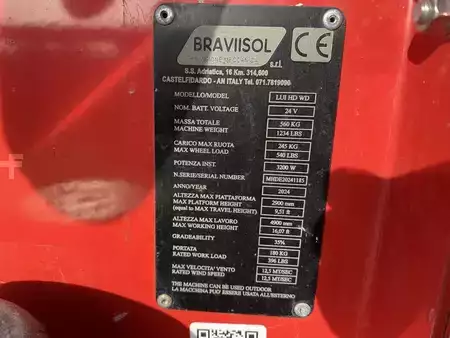 BRAVIISOL
CE
s.r.l.
S.S. Adriatica, 16 Km. 314,600
CASTELFIDARDO - AN ITALY Tel. 071.7819090
MODELLO/MODEL LUI HD WD
NOM. BATT. VOLTAGE 24 V
MASSA TOTALE 560 KG
MACHINE WEIGHT 1234 LBS
CARICO MAX RUOTA 245 KG
MAX WHEEL LOAD 540 LBS
POTENZA INST. 3200 W
N.SERIE/SERIAL NUMBER MHDE20241185
ANNO/YEAR 2024
ALTEZZA MAX PIATTAFORMA
MAX PLATFORM HEIGHT 2900 mm
(equal to MAX TRAVEL HEIGHT) 9,51 ft
ALTEZZA MAX LAVORO 4900 mm
MAX WORKING HEIGHT 16,07 ft
GRADEABILITY 35%
PORTATA 180 KG
RATED WORK LOAD 396 LBS
MAX VELOCITA' VENTO 12,5 MT/SEC
RATED WIND SPEED 12,5 MT/SEC
THE MACHINE CAN BE USED OUTDOOR
LA MACCHINA PUO' ESSERE USATA ALL'ESTERNO